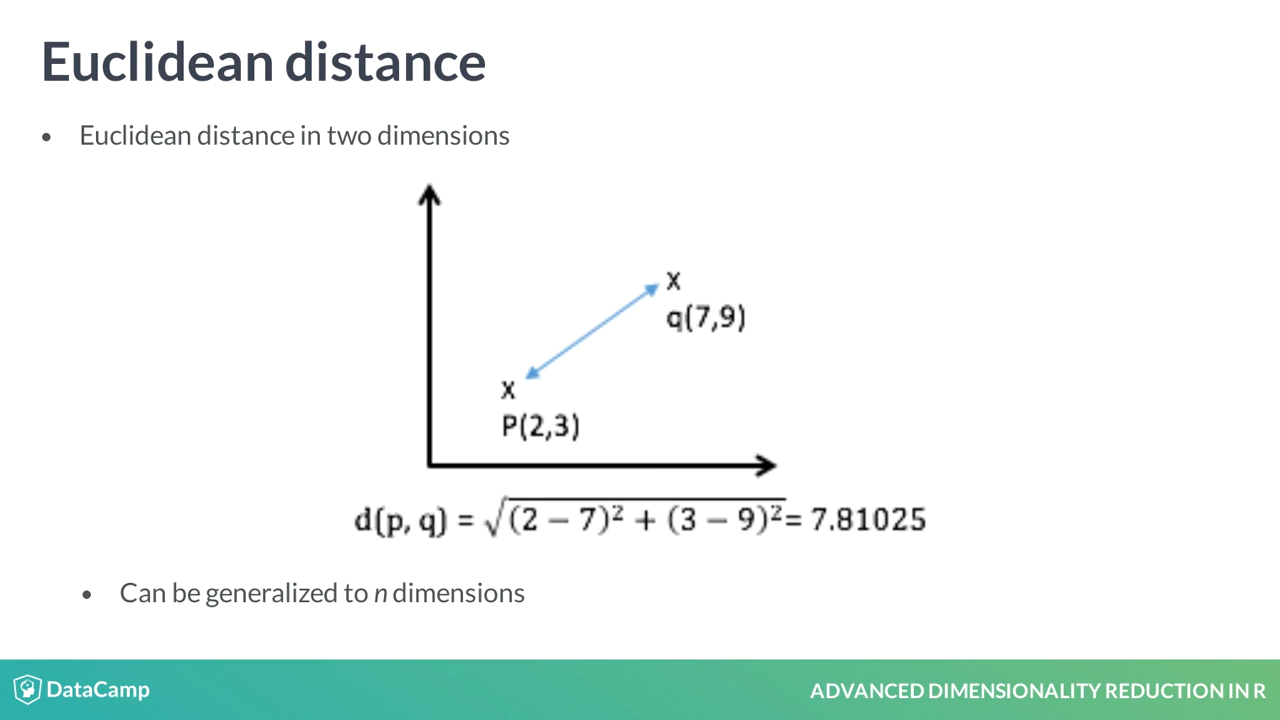 Euclidean distance
• Euclidean distance in two dimensions
x
q(7,9)
x
P(2,3)
d(p, q) = √(2 − 7)² + (3 − 9)² = 7.81025
• Can be generalized to n dimensions
DataCamp
ADVANCED DIMENSIONALITY REDUCTION IN R